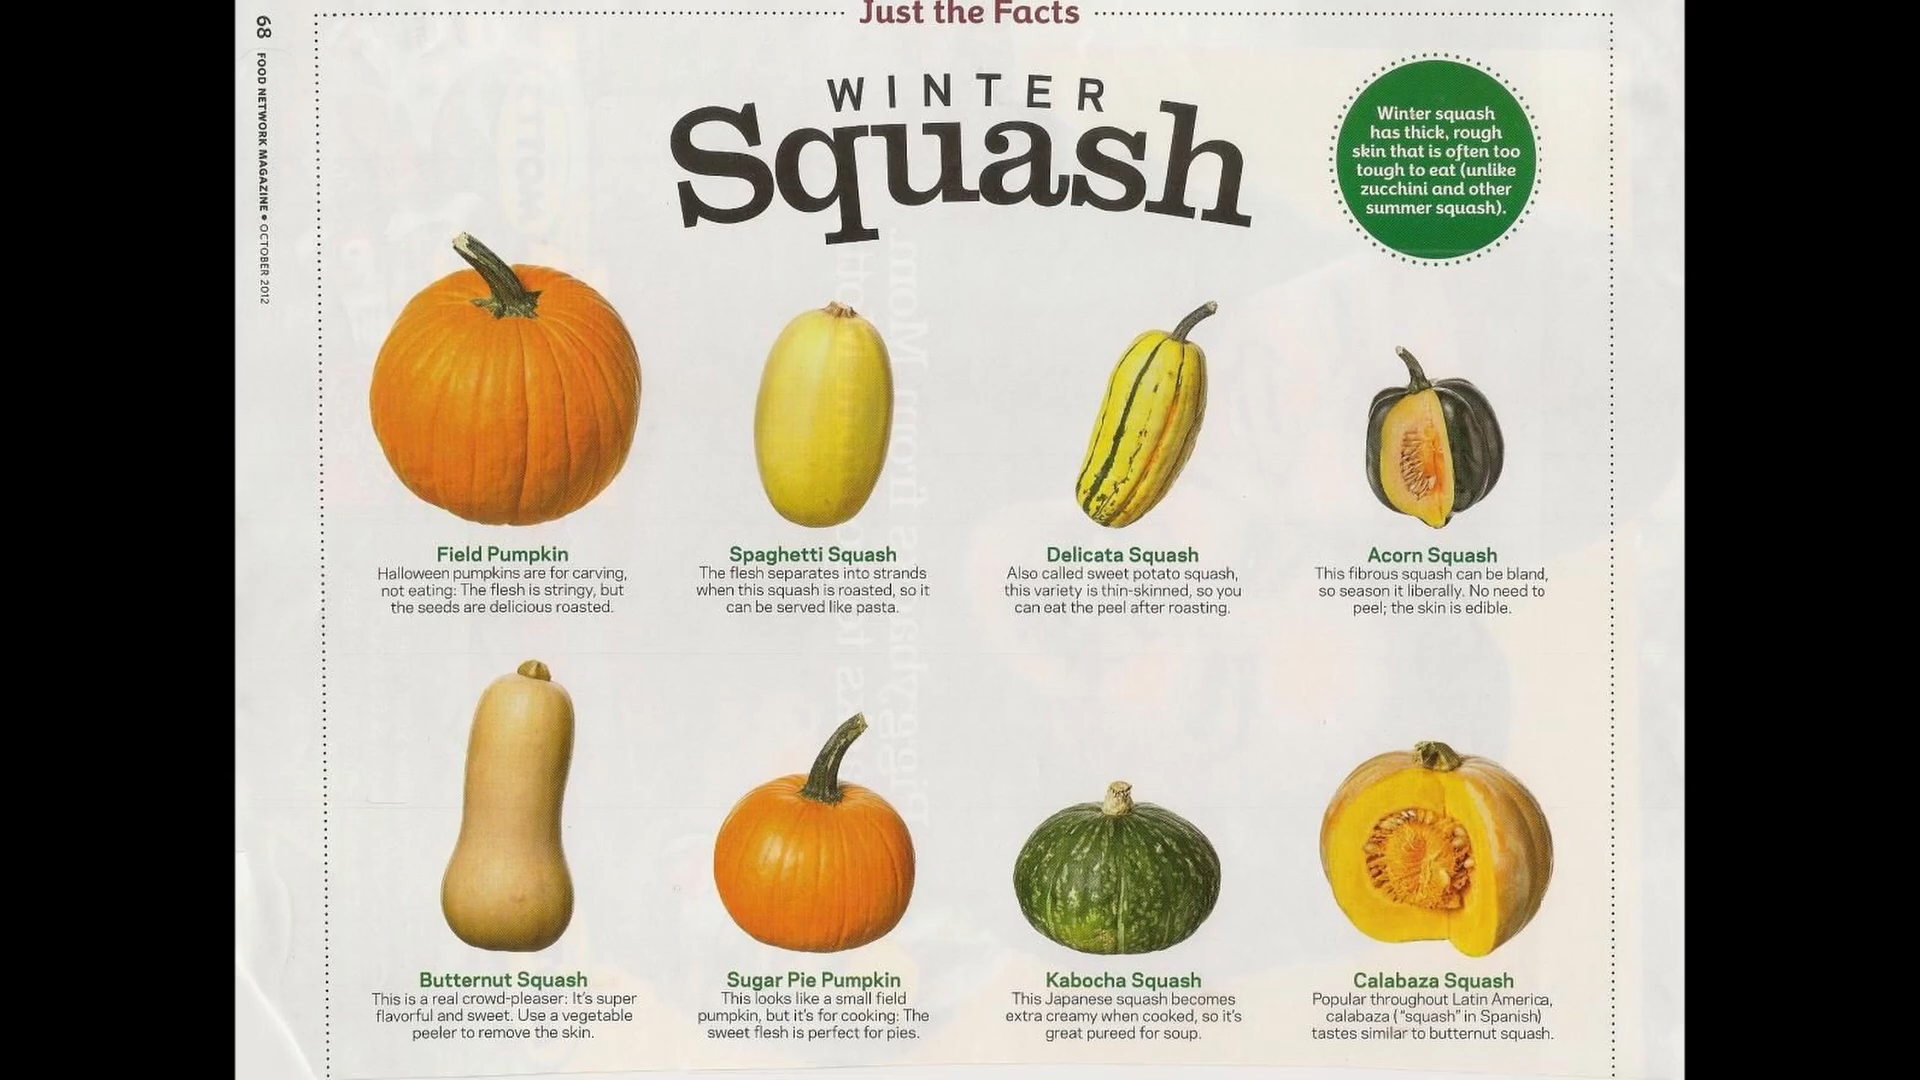 Just the Facts
68 FOOD NETWORK MAGAZINE • OCTOBER 2012
WINTER
Squash
Winter squash
has thick, rough
skin that is often too
tough to eat (unlike
zucchini and other
summer squash).
Field Pumpkin
Halloween pumpkins are for carving,
not eating: The flesh is stringy, but
the seeds are delicious roasted.
Spaghetti Squash
The flesh separates into strands
when this squash is roasted, so it
can be served like pasta.
Delicata Squash
Also called sweet potato squash,
this variety is thin-skinned, so you
can eat the peel after roasting.
Acorn Squash
This fibrous squash can be bland,
so season it liberally. No need to
peel; the skin is edible.
Butternut Squash
This is a real crowd-pleaser: It's super
flavorful and sweet. Use a vegetable
peeler to remove the skin.
Sugar Pie Pumpkin
This looks like a small field
pumpkin, but it's for cooking: The
sweet flesh is perfect for pies.
Kabocha Squash
This Japanese squash becomes
extra creamy when cooked, so it's
great pureed for soup.
Calabaza Squash
Popular throughout Latin America,
calabaza ("squash" in Spanish)
tastes similar to butternut squash.